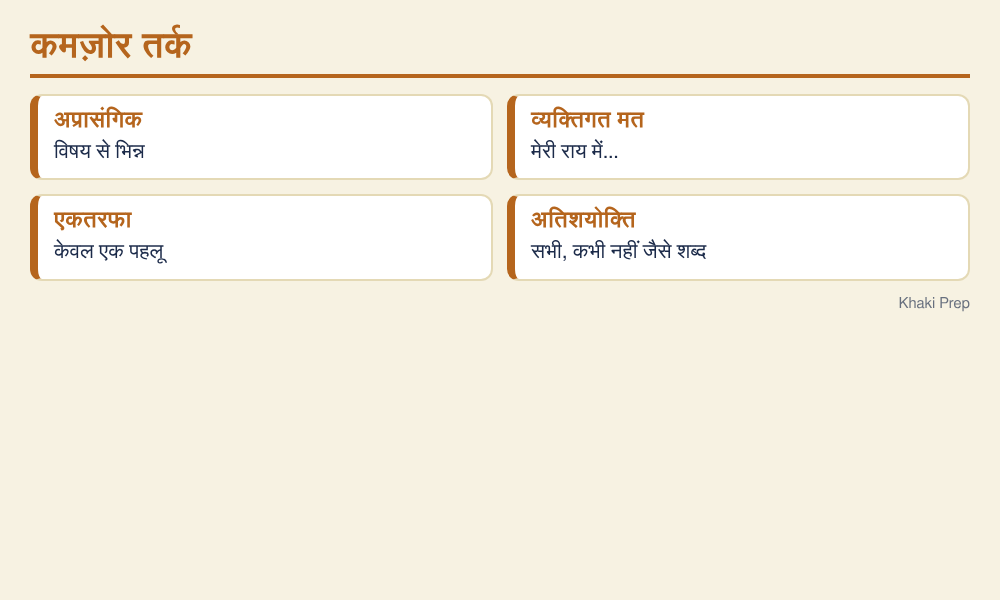 कमज़ोर तर्क
अप्रासंगिक
विषय से भिन्न
व्यक्तिगत मत
मेरी राय में...
एकतरफा
केवल एक पहलू
अतिशयोक्ति
सभी, कभी नहीं जैसे शब्द
Khaki Prep